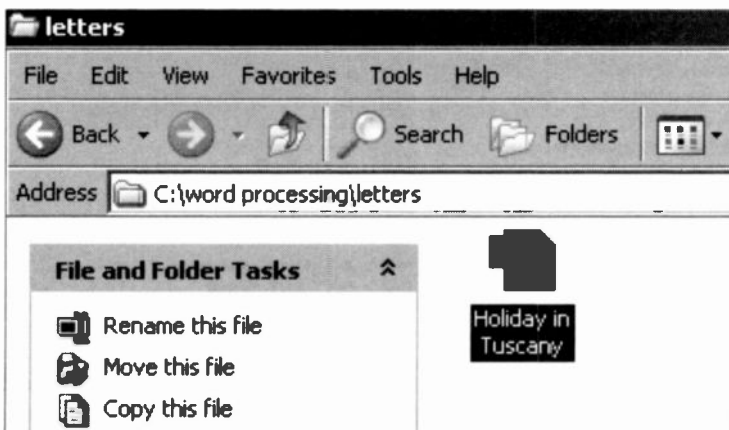 letters
File Edit View Favorites Tools Help
Back Search Folders
Address C:\word processing\letters
File and Folder Tasks
Rename this file
Move this file
Copy this file
Holiday in
Tuscany